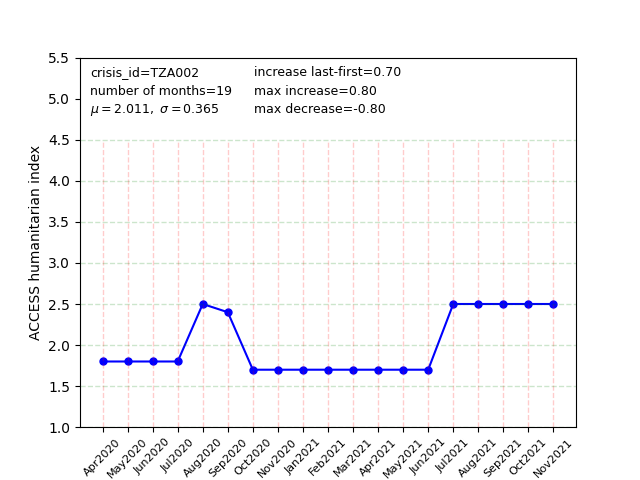 crisis_id=TZA002
number of months=19
μ = 2.011, σ =0.365
increase last-first=0.70
max increase=0.80
max decrease=-0.80
ACCESS humanitarian index
5.5
5.0
4.5
4.0
3.5
3.0
2.5
2.0
1.5
1.0
Apr2020
May2020
Jun2020
Jul2020
Aug2020
Sep2020
Oct2020
Nov2020
Jan2021
Feb2021
Mar2021
Apr2021
May2021
Jun2021
Jul2021
Aug2021
Sep2021
Oct2021
Nov2021